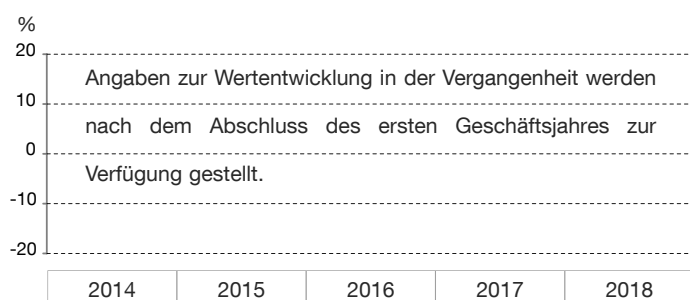 %
20
Angaben zur Wertentwicklung in der Vergangenheit werden
10
nach dem Abschluss des ersten Geschäftsjahres zur
0
Verfügung gestellt.
-10
-20
2014 2015 2016 2017 2018